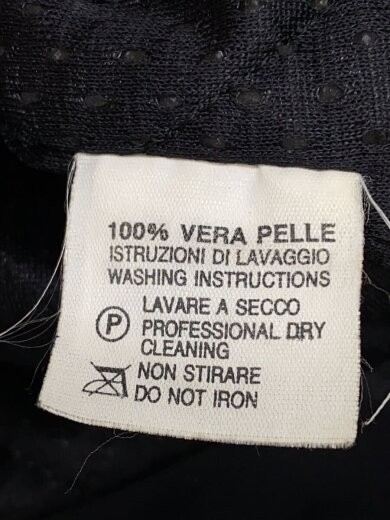 100% VERA PELLE
ISTRUZIONI DI LAVAGGIO
WASHING INSTRUCTIONS
LAVARE A SECCO
P PROFESSIONAL DRY
CLEANING
NON STIRARE
DO NOT IRON